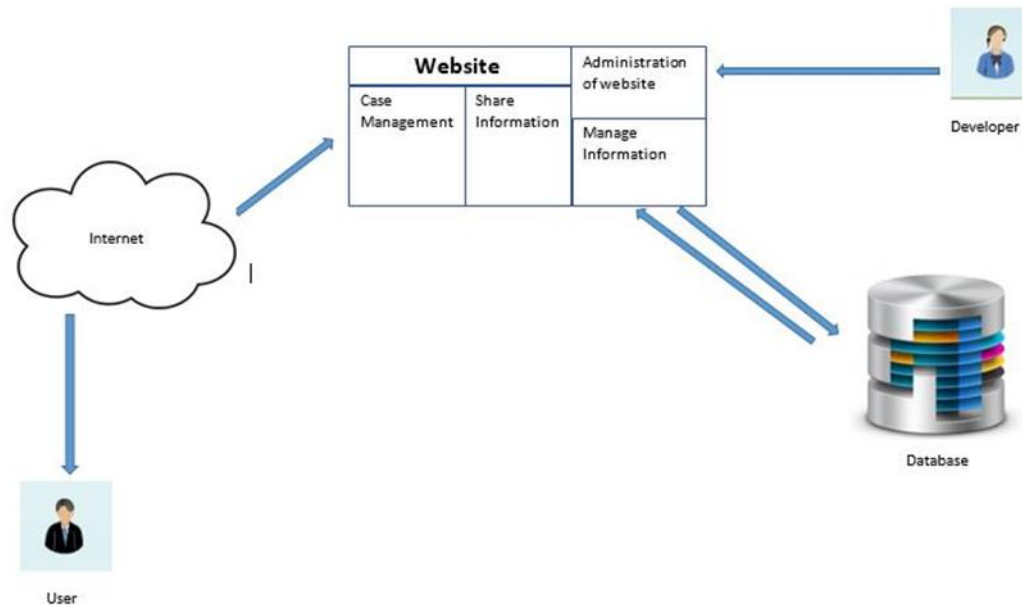 Website
Administration
of website
Case
Management
Share
Information
Manage
Information
Developer
Internet
Database
User